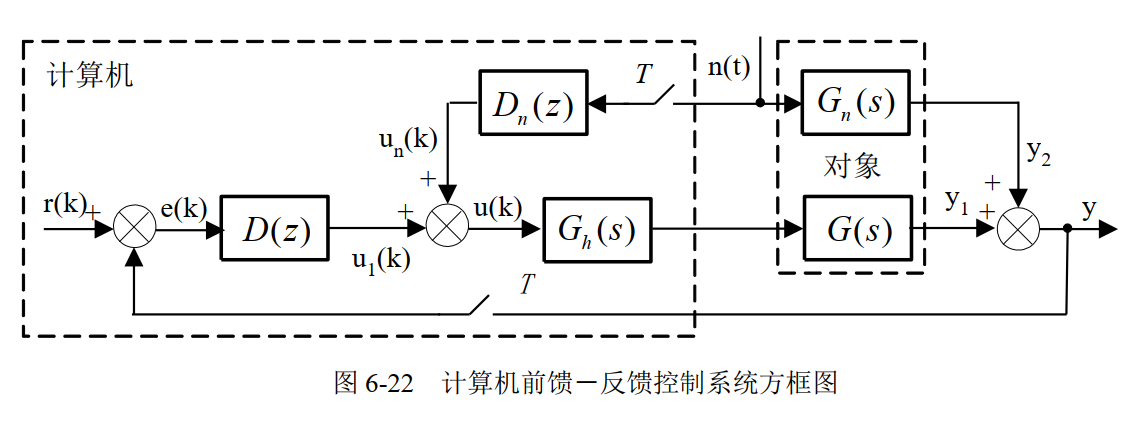 计算机
T
n(t)
D_n(z)
G_n(s)
u_n(k)
对象
y_2
r(k)
+
e(k)
D(z)
+
+
u_1(k)
u(k)
G_h(s)
G(s)
y_1
+
+
y
T
图 6-22 计算机前馈－反馈控制系统方框图